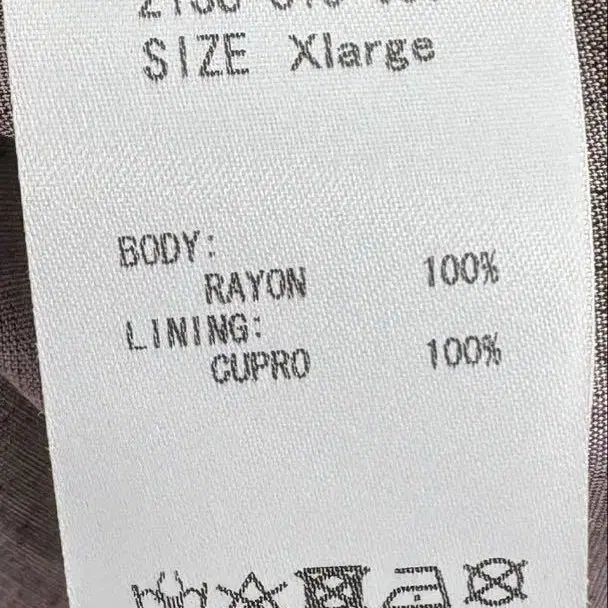 SIZE Xlarge
BODY:
RAYON 100%
LINING:
CUPRO 100%